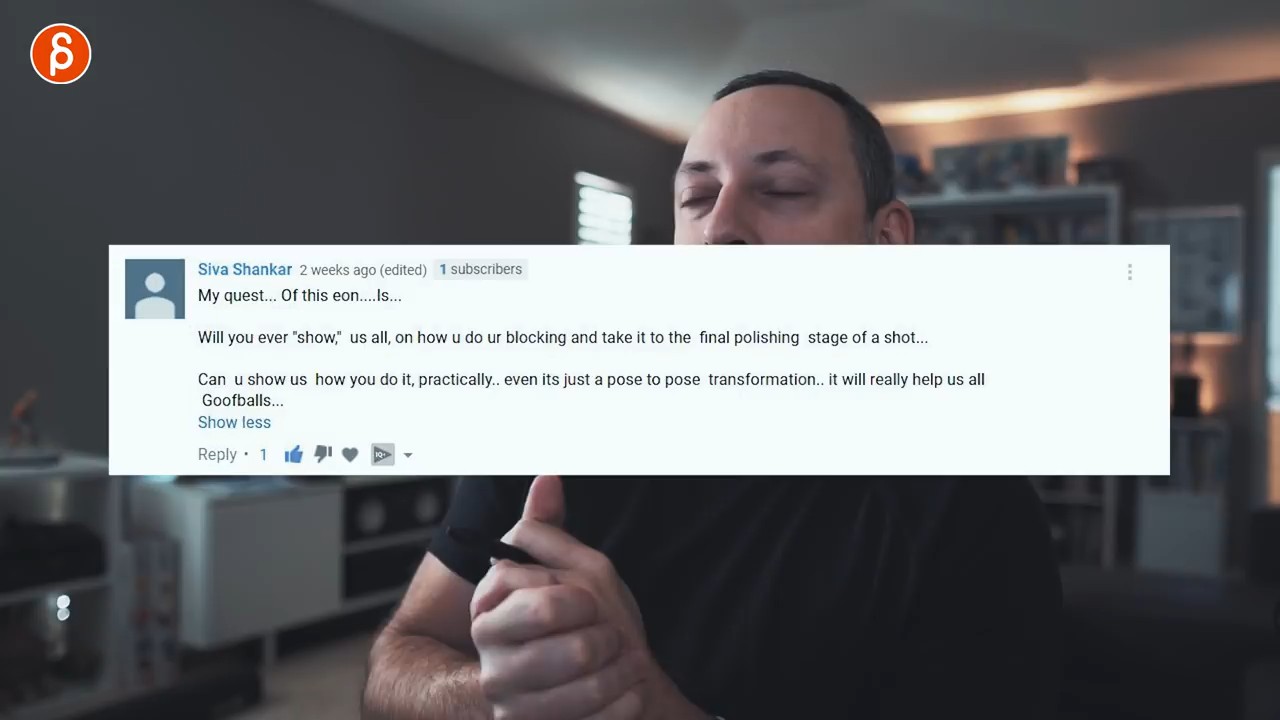 Siva Shankar 2 weeks ago (edited) 1 subscribers
My quest... Of this eon....Is...
Will you ever "show," us all, on how u do ur blocking and take it to the final polishing stage of a shot...
Can u show us how you do it, practically.. even its just a pose to pose transformation.. it will really help us all
Goofballs...
Show less
Reply • 1